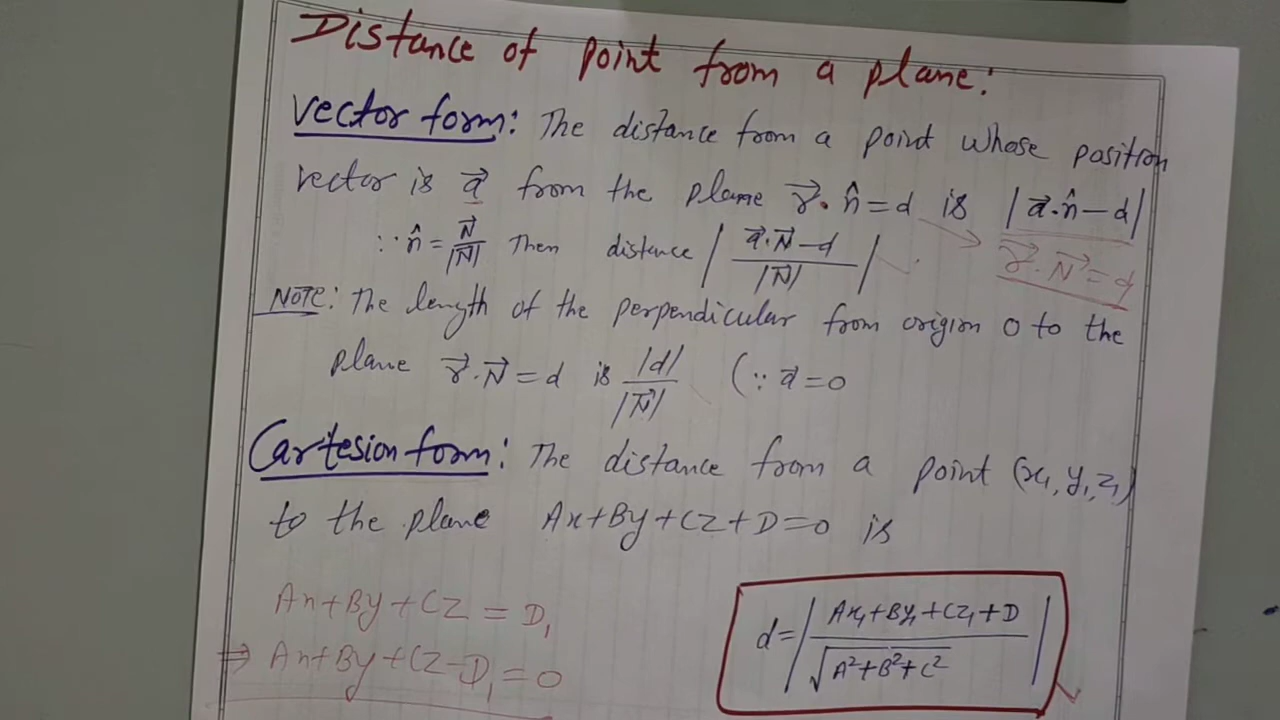 Distance of point from a plane:
Vector form: The distance from a point whose position
vector is a⃗ from the plane r⃗. n̂ = d is |a⃗.n̂ - d|
∵ n̂ = N⃗/|N⃗| Then distance | (a⃗.N⃗ - d)/|N⃗| |
r⃗. N⃗ = d
NOTE: The length of the perpendicular from origion O to the
plane r⃗.N⃗ = d is |d|/|N⃗| (∵ a⃗ = 0
Cartesion form: The distance from a point (x₁, y₁, z₁)
to the plane Ax+By+CZ+D=0 is
Ax+By+CZ = D₁
⇒ Ax+By+CZ-D₁ = 0
d = | (Ax₁+By₁+CZ₁+D)/√(A²+B²+C²) |